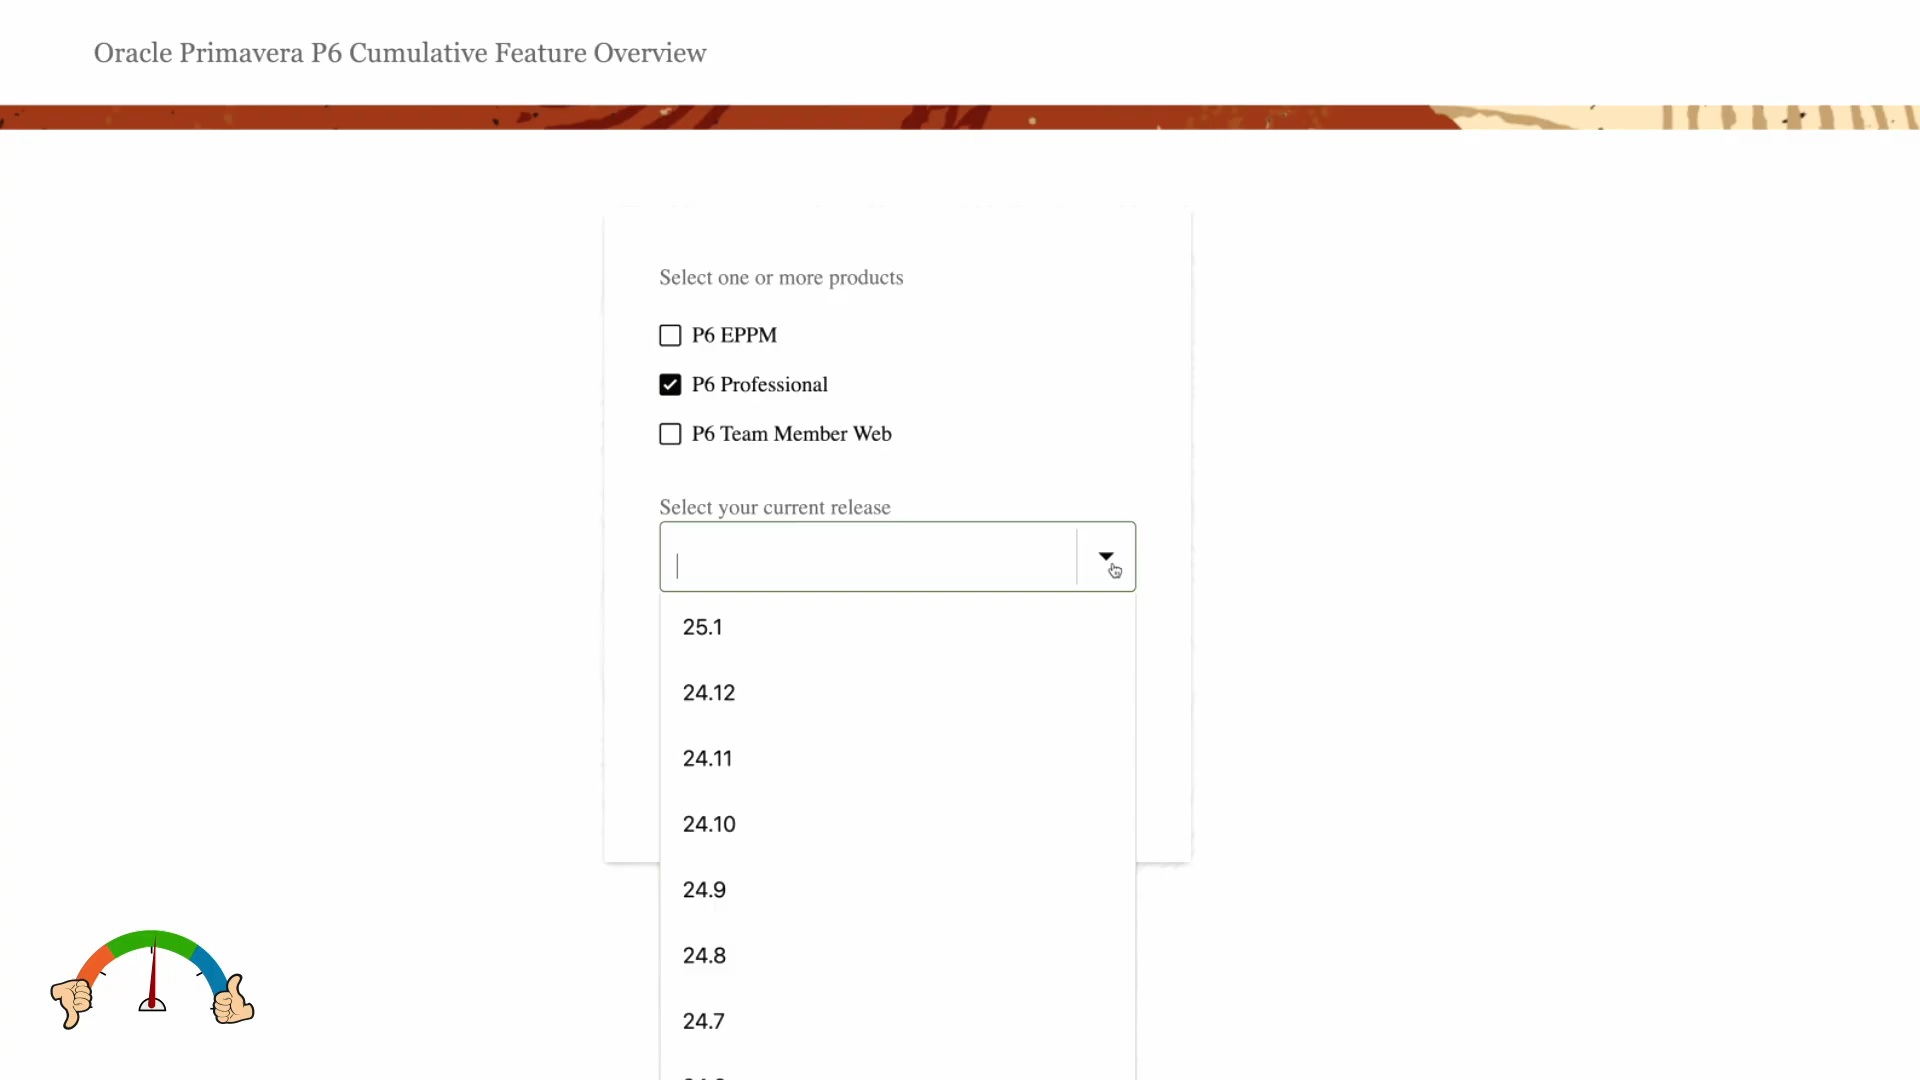 Oracle Primavera P6 Cumulative Feature Overview
Select one or more products
P6 EPPM
P6 Professional
P6 Team Member Web
Select your current release
25.1
24.12
24.11
24.10
24.9
24.8
24.7